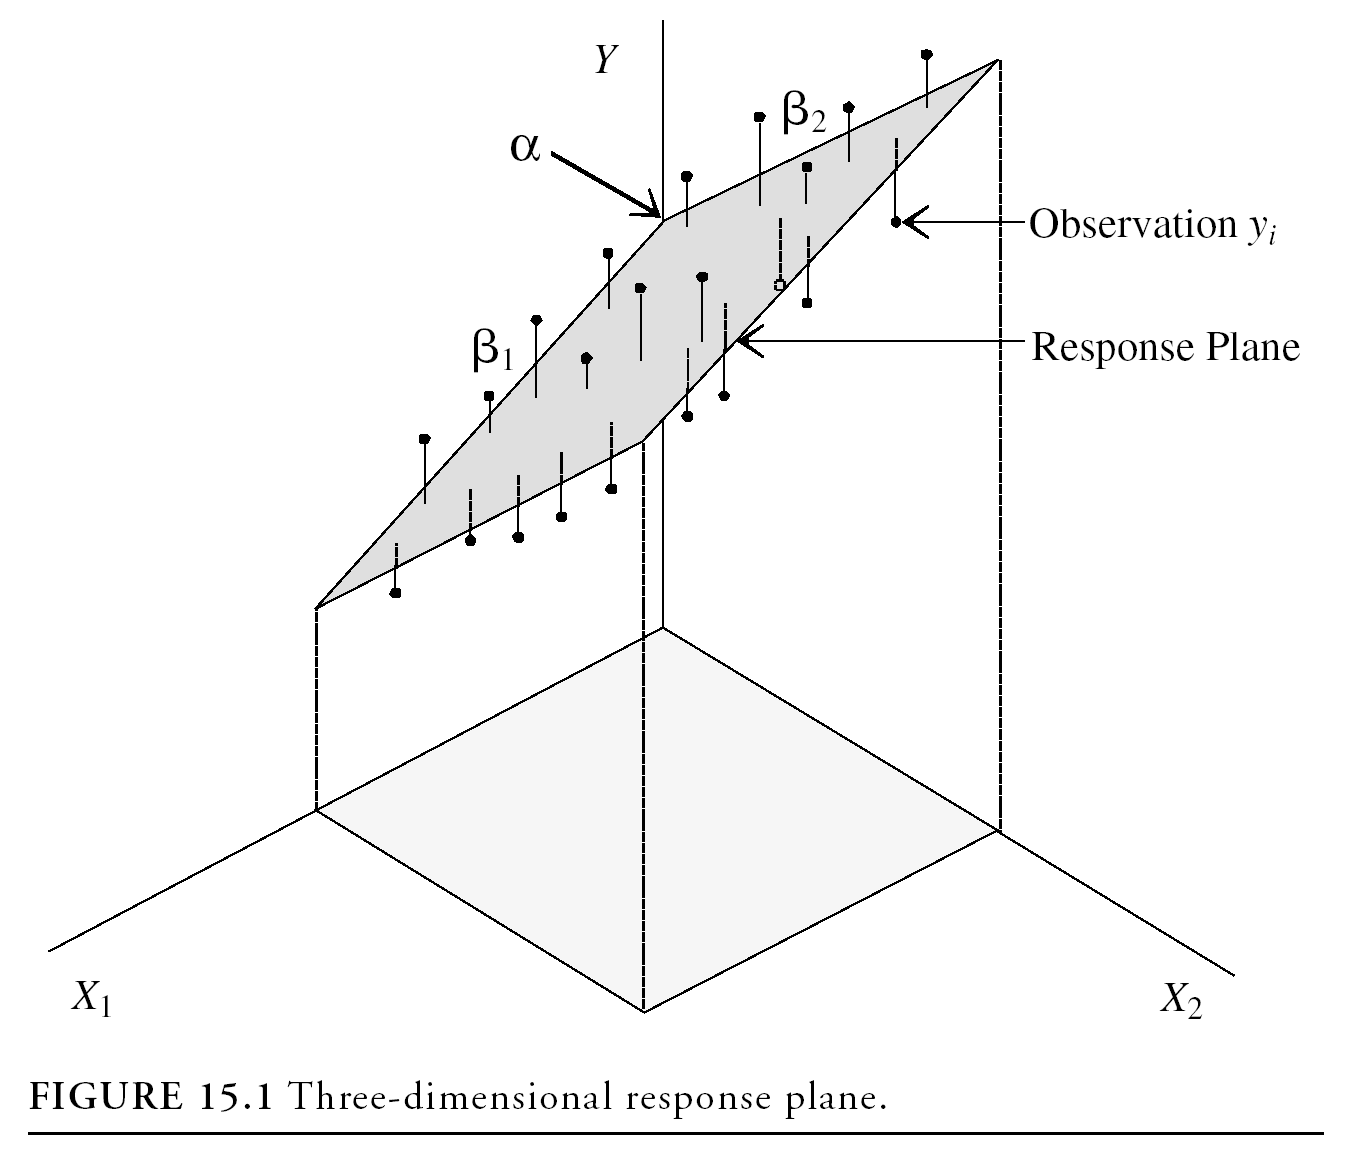 Y
β2
α
Observation yi
β1
Response Plane
X1
X2
FIGURE 15.1 Three-dimensional response plane.